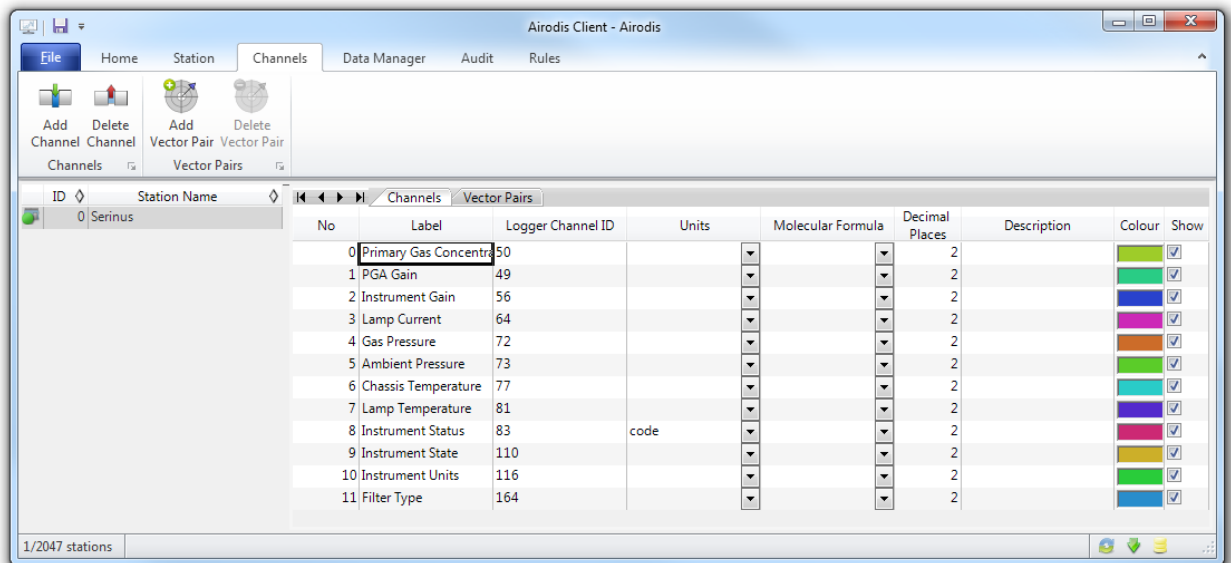 Airodis Client - Airodis
File Home Station Channels Data Manager Audit Rules
Add Channel Delete Channel Add Vector Pair Delete Vector Pair
Channels Vector Pairs
ID Station Name
0 Serinus
Channels Vector Pairs
No Label Logger Channel ID Units Molecular Formula Decimal Places Description Colour Show
0 Primary Gas Concentra 50 2
1 PGA Gain 49 2
2 Instrument Gain 56 2
3 Lamp Current 64 2
4 Gas Pressure 72 2
5 Ambient Pressure 73 2
6 Chassis Temperature 77 2
7 Lamp Temperature 81 2
8 Instrument Status 83 code 2
9 Instrument State 110 2
10 Instrument Units 116 2
11 Filter Type 164 2
1/2047 stations